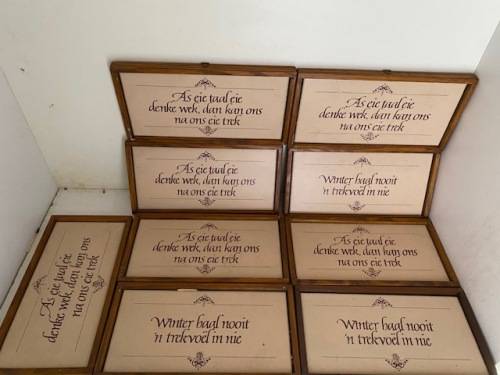 As eie taal eie
denke wek, dan kan ons
na ons eie trek
As eie taal eie
denke wek, dan kan ons
na ons eie trek
As eie taal eie
denke wek, dan kan ons
na ons eie trek
Winter haal nooit
'n trekvoël in nie
As eie taal eie
denke wek, dan kan ons
na ons eie trek
As eie taal eie
denke wek, dan kan ons
na ons eie trek
As eie taal eie
denke wek, dan kan ons
na ons eie trek
Winter haal nooit
'n trekvoël in nie
Winter haal nooit
'n trekvoël in nie